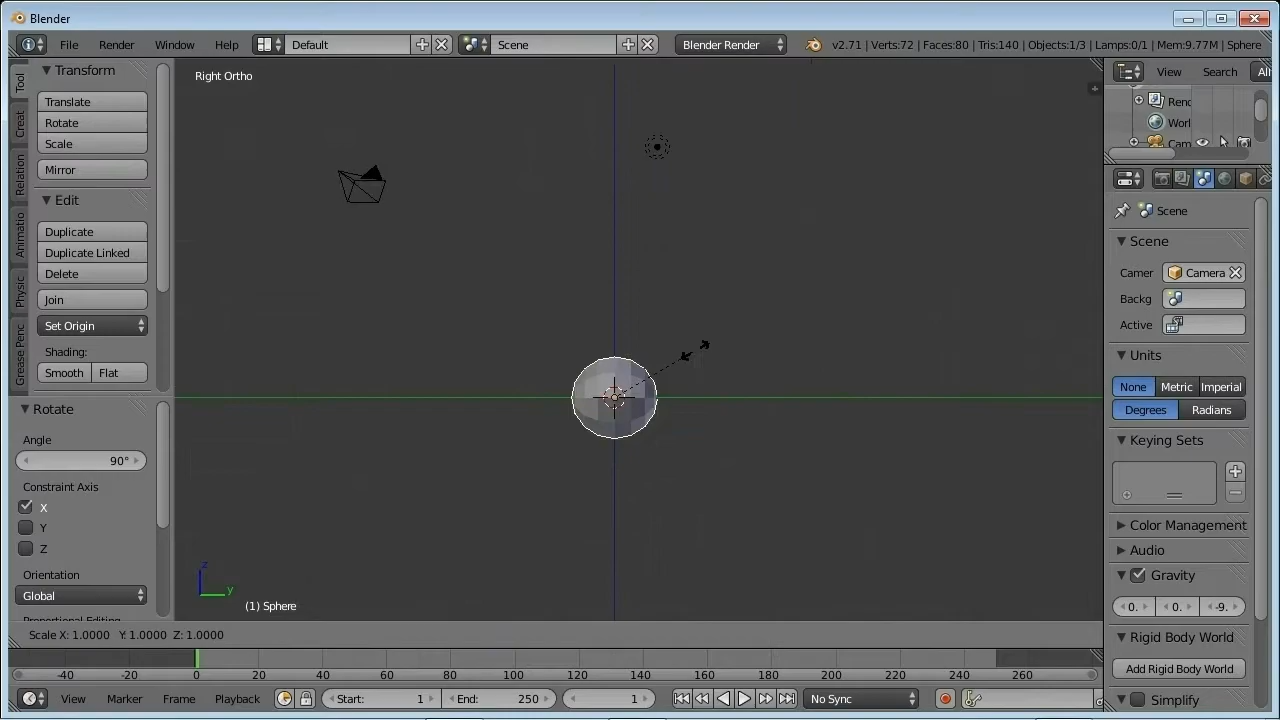 Blender
File Render Window Help Default Scene Blender Render v2.71 | Verts:72 | Faces:80 | Tris:140 | Objects:1/3 | Lamps:0/1 | Mem:9.77M | Sphere
Tool
Creat
Relation
Animatio
Physic
Grease Penc
Transform
Translate
Rotate
Scale
Mirror
Edit
Duplicate
Duplicate Linked
Delete
Join
Set Origin
Shading:
Smooth Flat
Rotate
Angle
90°
Constraint Axis
X
Y
Z
Orientation
Global
Right Ortho
z
y
(1) Sphere
View Search All
Rend
Worl
Cam
Scene
Scene
Camer Camera
Backg
Active
Units
None Metric Imperial
Degrees Radians
Keying Sets
Color Management
Audio
Gravity
0. 0. -9.
Rigid Body World
Add Rigid Body World
Simplify
Scale X: 1.0000 Y: 1.0000 Z: 1.0000
-40 -20 0 20 40 60 80 100 120 140 160 180 200 220 240 260
View Marker Frame Playback Start: 1 End: 250 1 No Sync